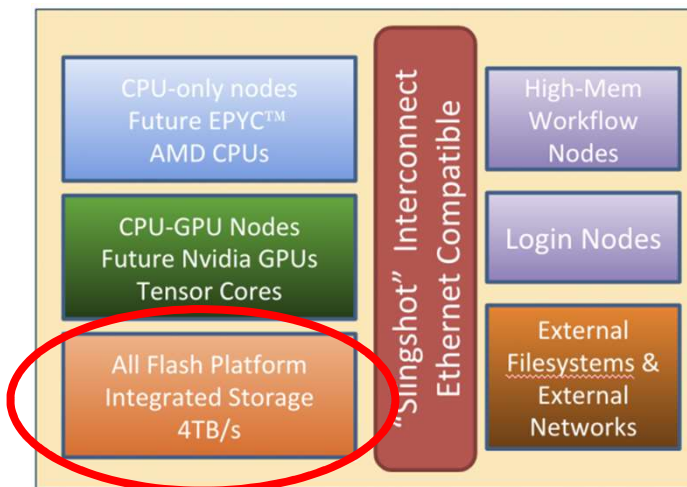 CPU-only nodes
Future EPYC™
AMD CPUs
CPU-GPU Nodes
Future Nvidia GPUs
Tensor Cores
All Flash Platform
Integrated Storage
4TB/s
"Slingshot" Interconnect
Ethernet Compatible
High-Mem
Workflow
Nodes
Login Nodes
External
Filesystems &
External
Networks